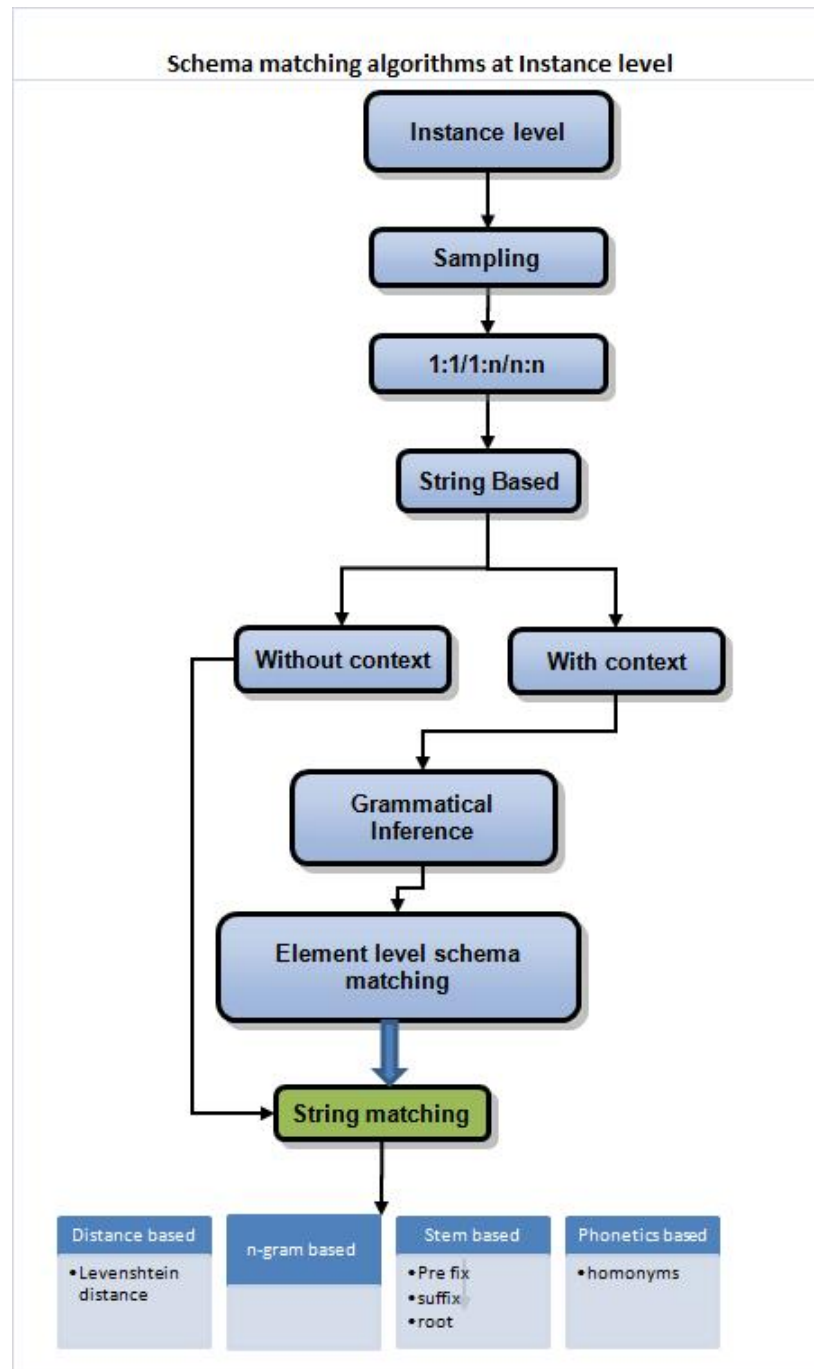 Schema matching algorithms at Instance level
Instance level
Sampling
1:1/1:n/n:n
String Based
Without context
With context
Grammatical
Inference
Element level schema
matching
String matching
Distance based
•Levenshtein
distance
n-gram based
Stem based
•Pre fix
•suffix
•root
Phonetics based
•homonyms